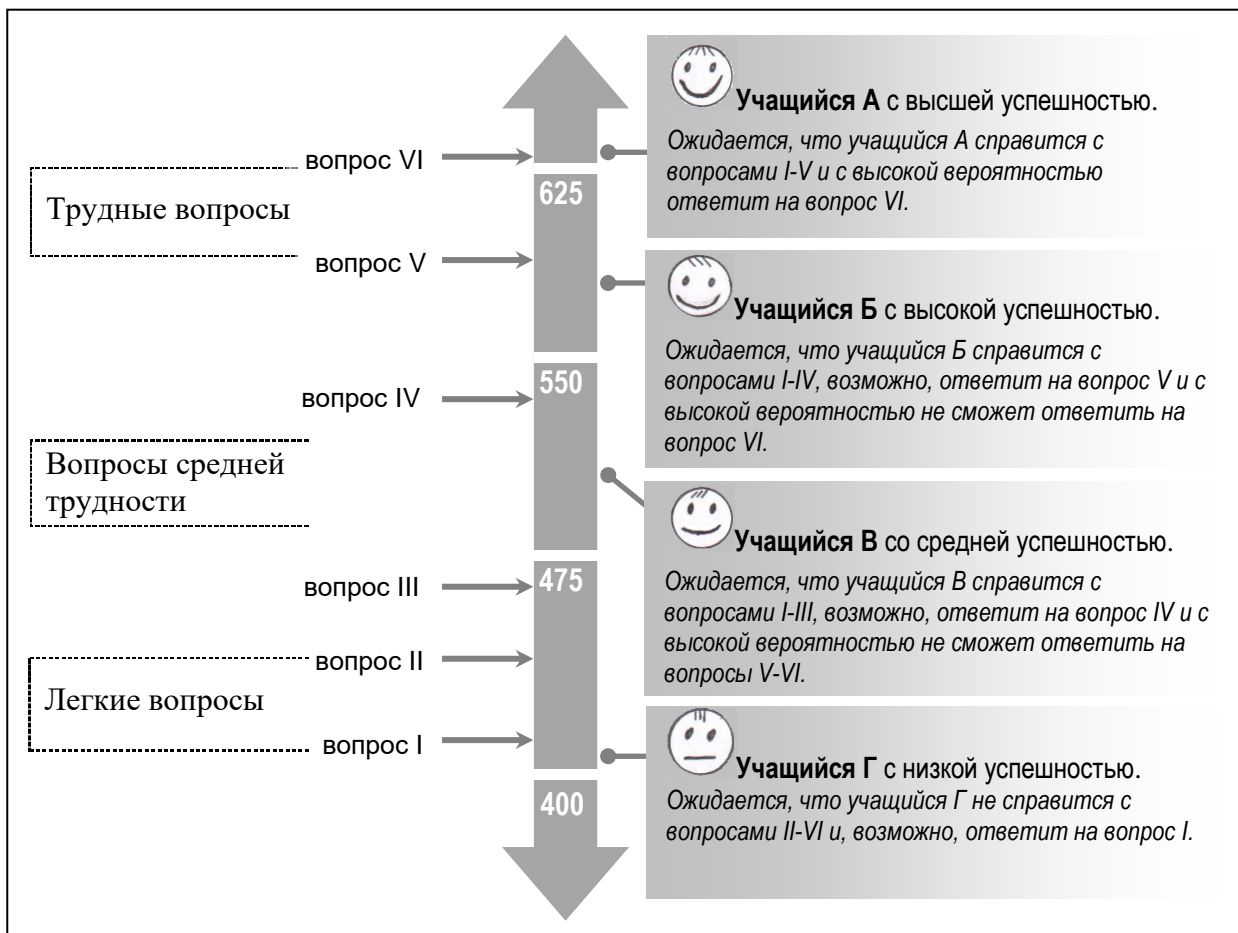 Учащийся А с высшей успешностью.
Ожидается, что учащийся А справится с
вопросами I-V и с высокой вероятностью
ответит на вопрос VI.
вопрос VI
625
Трудные вопросы
вопрос V
Учащийся Б с высокой успешностью.
Ожидается, что учащийся Б справится с
вопросами I-IV, возможно, ответит на вопрос V и с
высокой вероятностью не сможет ответить на
вопрос VI.
550
вопрос IV
Вопросы средней
трудности
Учащийся В со средней успешностью.
Ожидается, что учащийся В справится с
вопросами I-III, возможно, ответит на вопрос IV и с
высокой вероятностью не сможет ответить на
вопросы V-VI.
475
вопрос III
вопрос II
Легкие вопросы
вопрос I
Учащийся Г с низкой успешностью.
Ожидается, что учащийся Г не справится с
вопросами II-VI и, возможно, ответит на вопрос I.
400